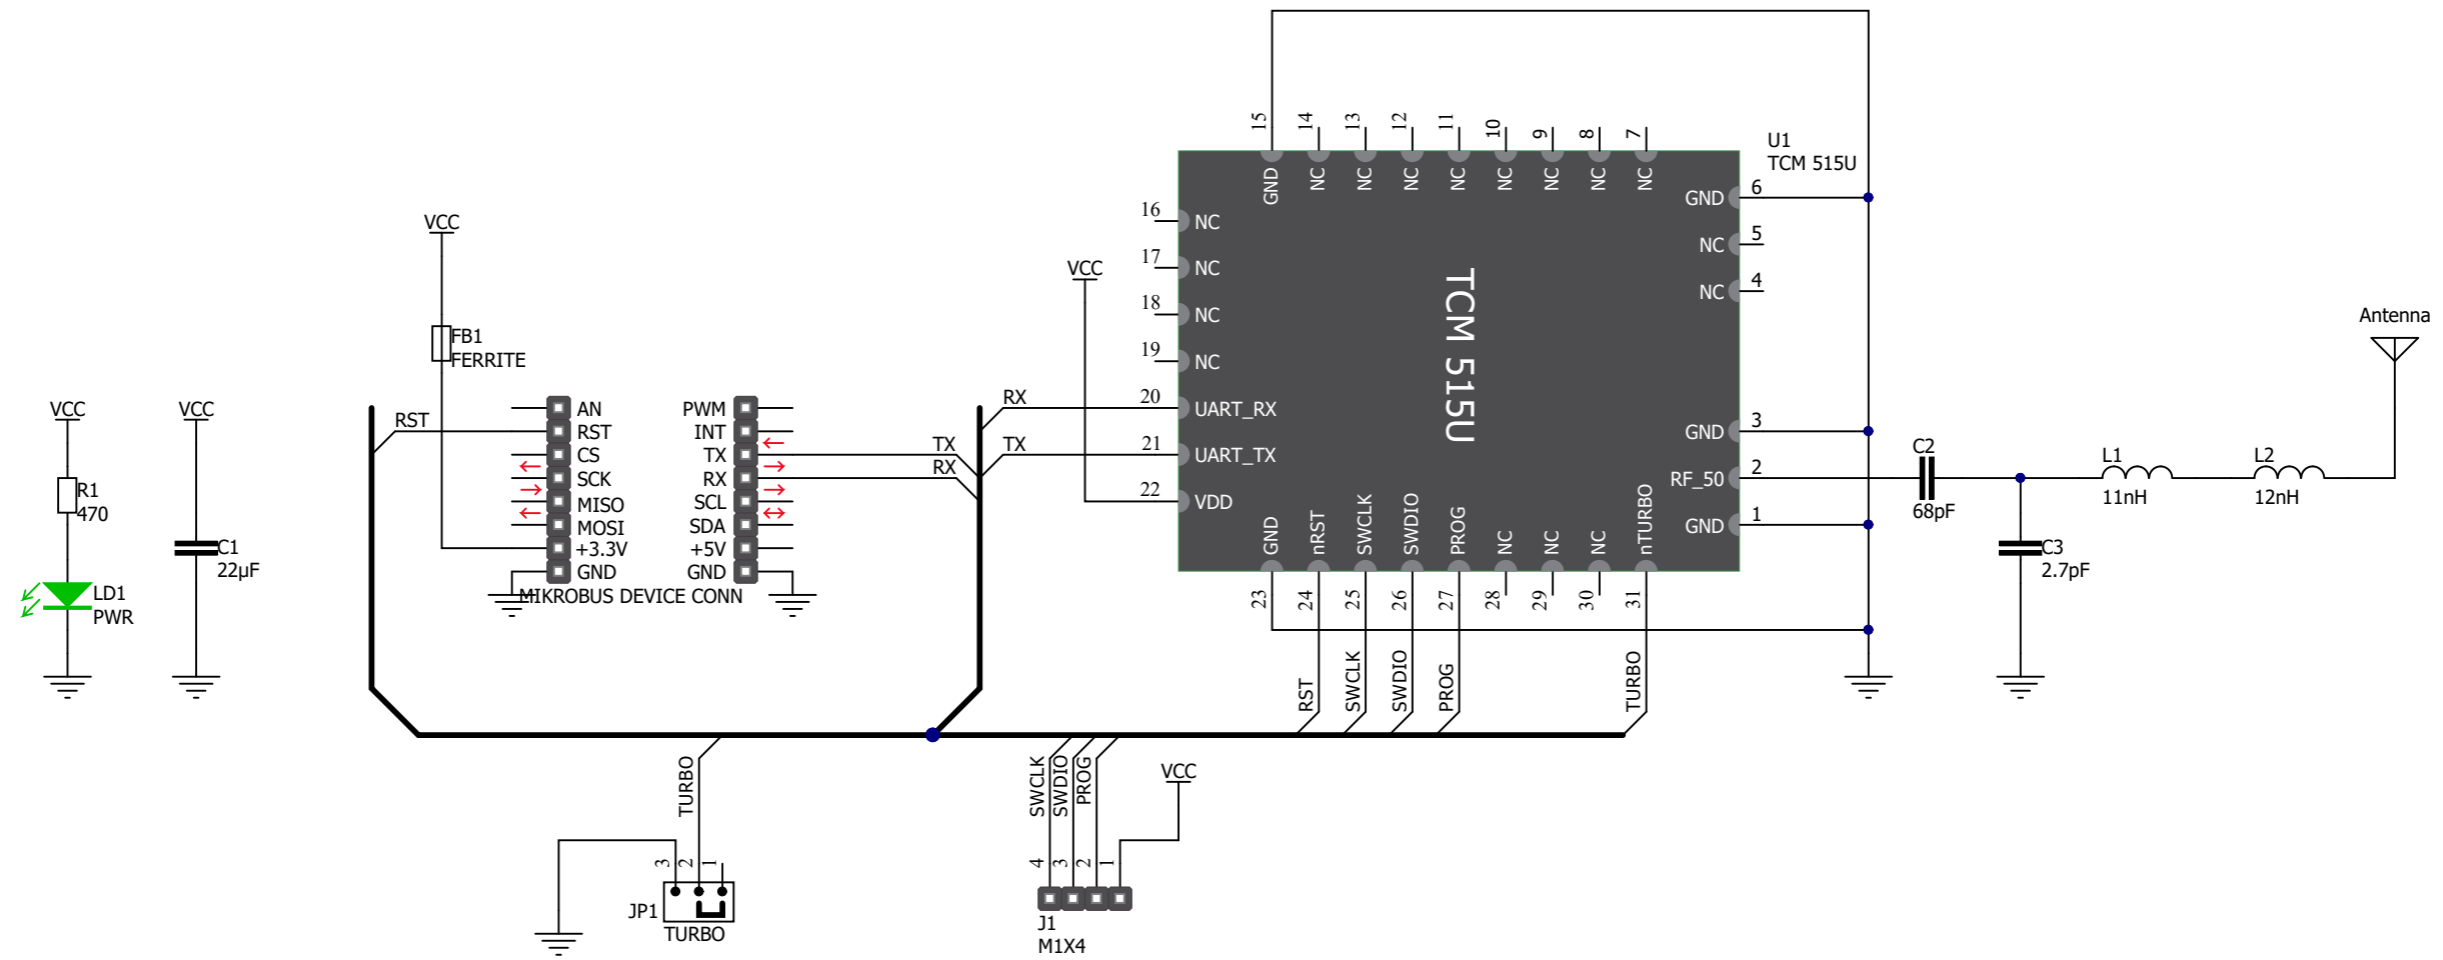 VCC
R1
470
LD1
PWR
VCC
C1
22µF
VCC
FB1
FERRITE
RST
AN
RST
CS
SCK
MISO
MOSI
+3.3V
GND
PWM
INT
TX
RX
SCL
SDA
+5V
GND
MIKROBUS DEVICE CONN
TX
RX
RX
TX
VCC
U1
TCM 515U
TCM 515U
15
14
13
12
11
10
9
8
7
GND
NC
NC
NC
NC
NC
NC
NC
NC
16
NC
17
NC
18
NC
19
NC
20
UART_RX
21
UART_TX
22
VDD
GND
6
NC
5
NC
4
GND
3
RF_50
2
GND
1
GND
nRST
SWCLK
SWDIO
PROG
NC
NC
NC
nTURBO
23
24
25
26
27
28
29
30
31
RST
SWCLK
SWDIO
PROG
TURBO
C2
68pF
C3
2.7pF
L1
11nH
L2
12nH
Antenna
TURBO
3
2
1
JP1
TURBO
SWCLK
SWDIO
PROG
VCC
4
3
2
1
J1
M1X4